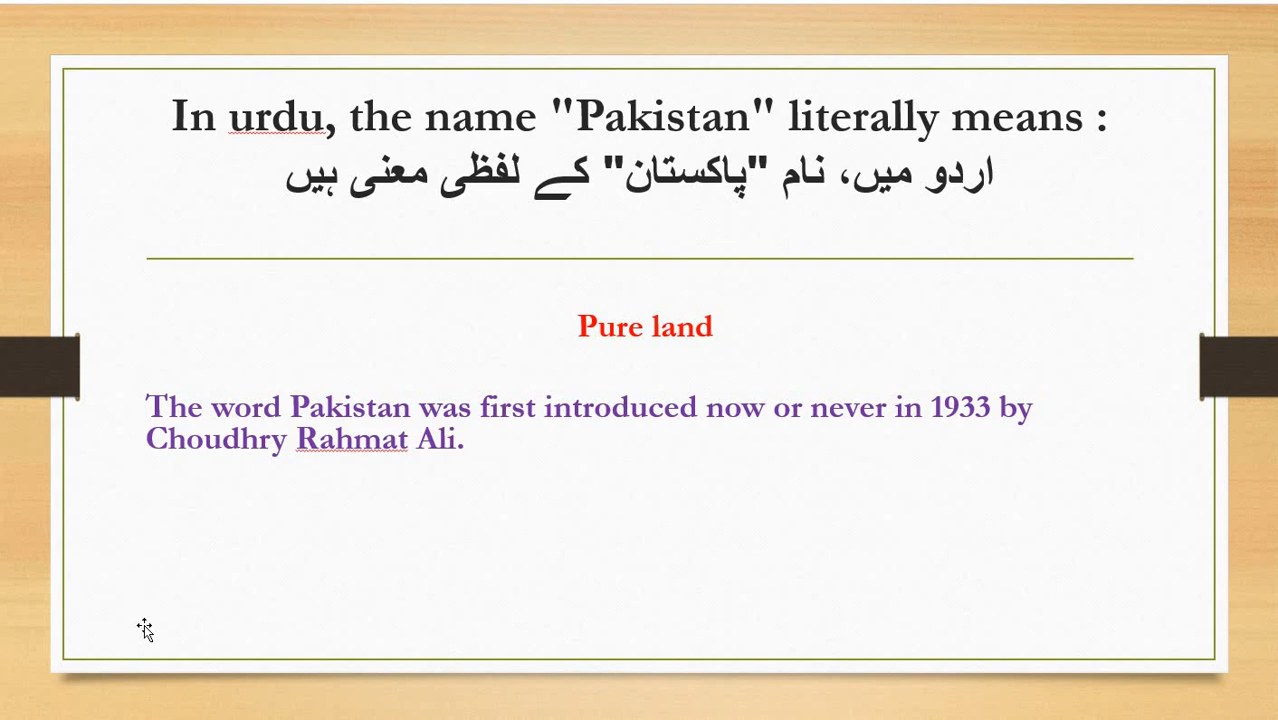 In urdu, the name "Pakistan" literally means :
اردو میں، نام "پاکستان" کے لفظی معنی ہیں
Pure land
The word Pakistan was first introduced now or never in 1933 by
Choudhry Rahmat Ali.